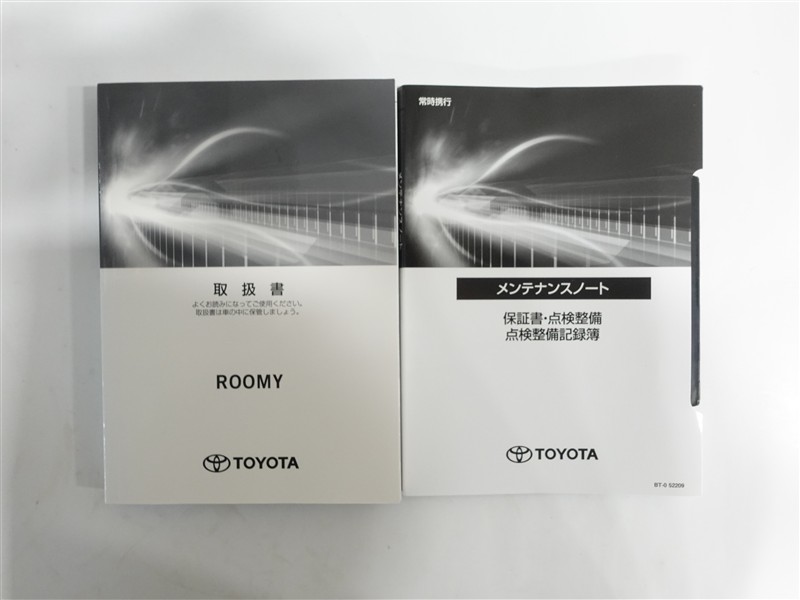 取扱書
よくお読みになってご使用ください。
取扱書は車の中に保管しましょう。
ROOMY
TOYOTA
常時携行
メンテナンスノート
保証書・点検整備
点検整備記録簿
TOYOTA
BT-0 52208